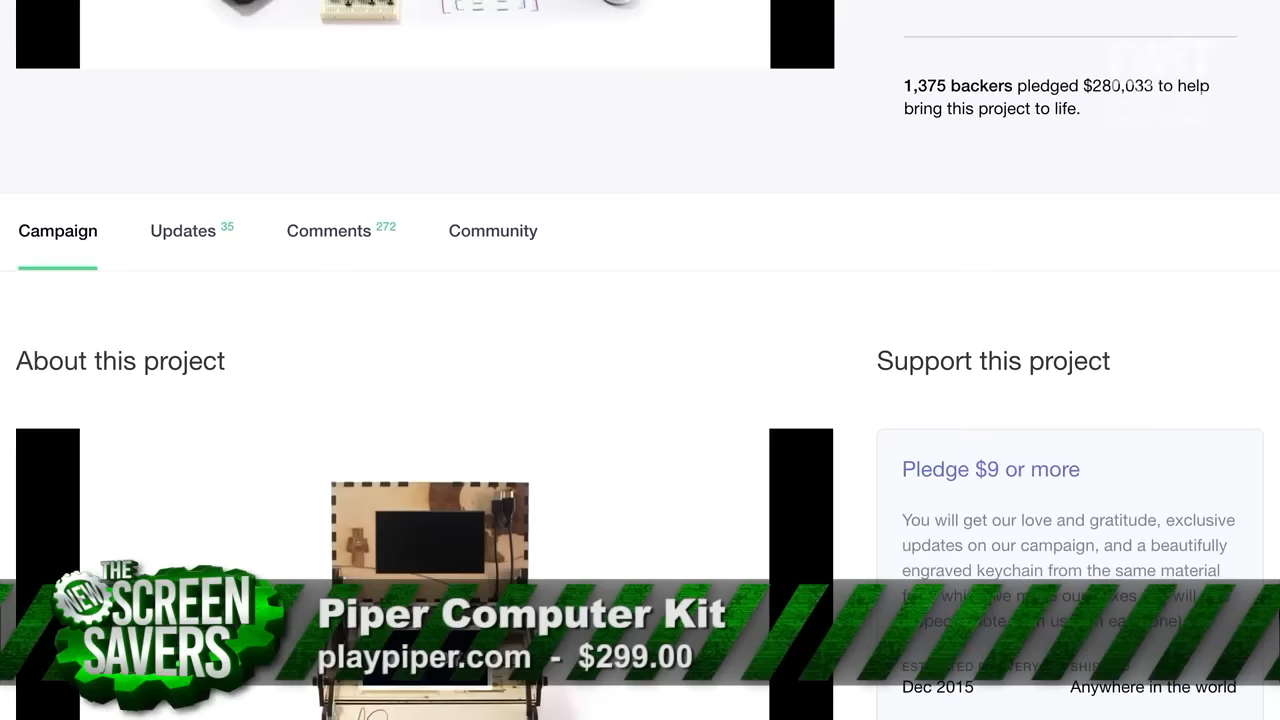 1,375 backers pledged $280,033 to help
bring this project to life.
Campaign
Updates 35
Comments 272
Community
About this project
Support this project
Pledge $9 or more
You will get our love and gratitude, exclusive
updates on our campaign, and a beautifully
engraved keychain from the same material
THE
NEW
SCREEN
SAVERS
Piper Computer Kit
playpiper.com - $299.00
Dec 2015
Anywhere in the world